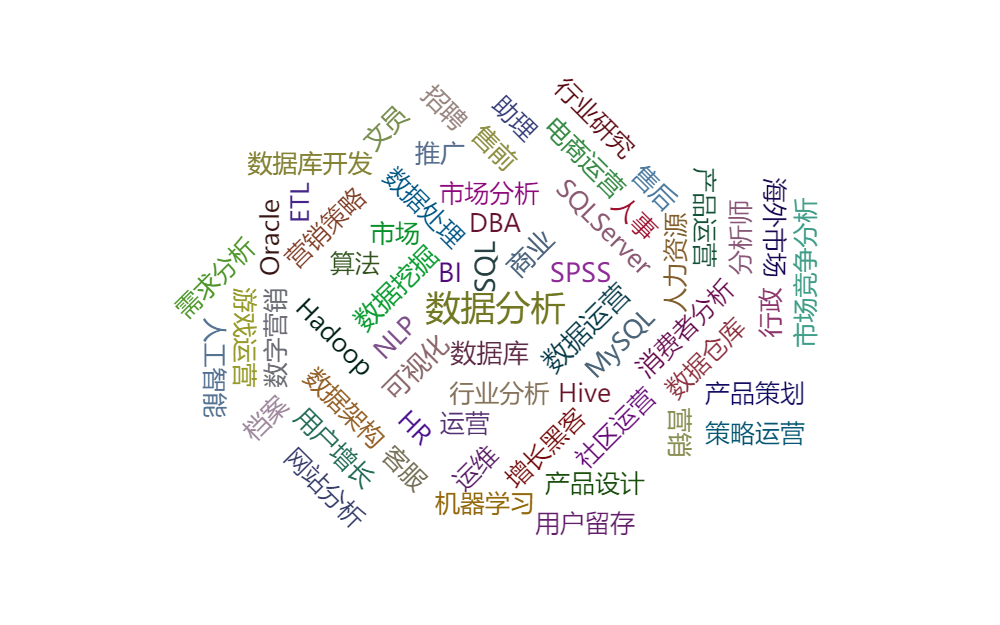 行业研究
招聘
助理
文员
售前
电商运营
推广
数据库开发
售后
市场分析
数据处理
产品运营
海外市场
ETL
营销策略
SQLServer
人事
Oracle
DBA
市场
人力资源
分析师
市场竞争分析
算法
SQL
商业
BI
SPSS
需求分析
数据挖掘
数据分析
行政
游戏运营
数字营销
Hadoop
NLP
数据运营
MySQL
消费者分析
人工智能
可视化
数据库
数据仓库
行业分析
Hive
产品策划
档案
数据架构
HR
运营
社区运营
营销
策略运营
用户增长
增长黑客
客服
运维
网站分析
产品设计
机器学习
用户留存